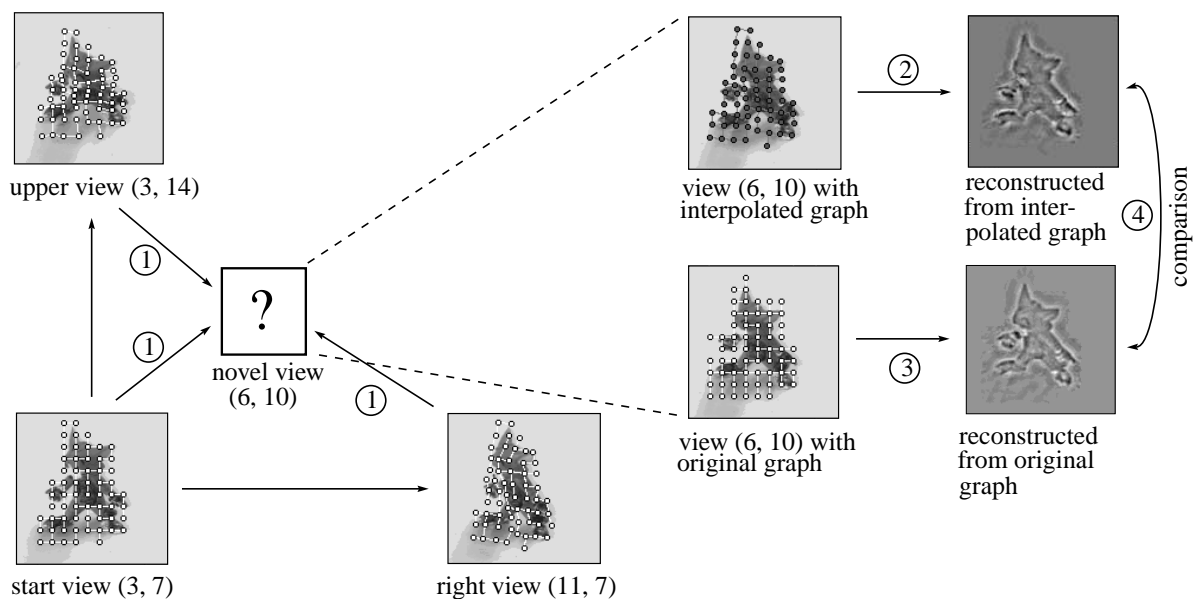 upper view (3, 14)
1
1
?
novel view
(6, 10)
1
start view (3, 7)
right view (11, 7)
2
view (6, 10) with
interpolated graph
reconstructed
from inter-
polated graph
4
comparison
3
view (6, 10) with
original graph
reconstructed
from original
graph